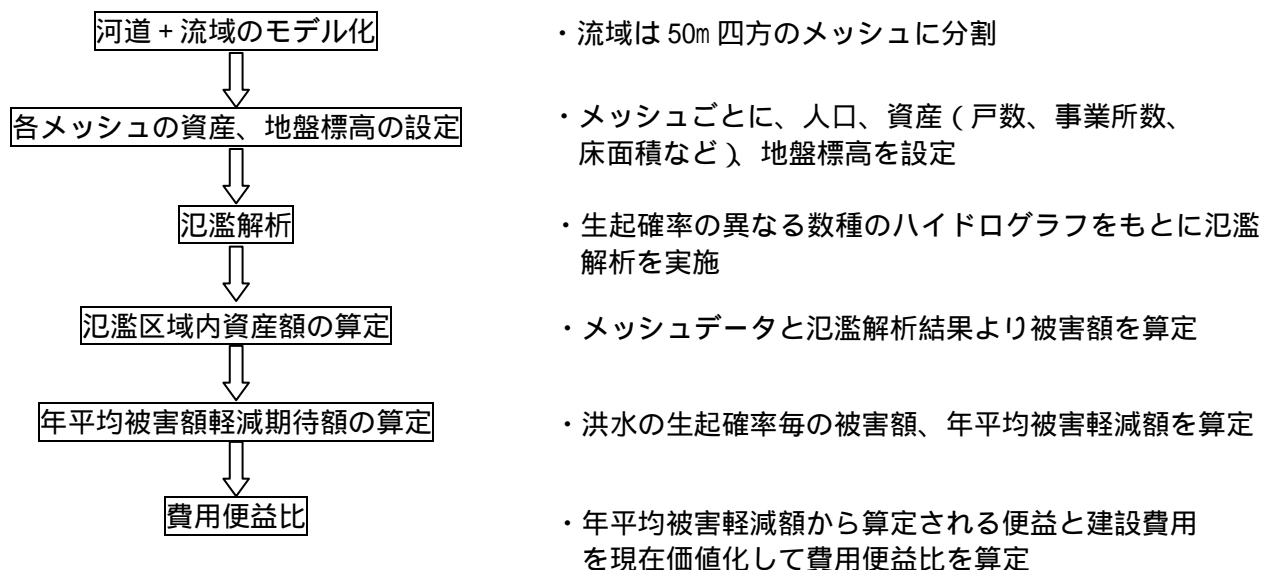 河道+流域のモデル化
・流域は 50m 四方のメッシュに分割
各メッシュの資産、地盤標高の設定
・メッシュごとに、人口、資産(戸数、事業所数、
床面積など)、地盤標高を設定
氾濫解析
・生起確率の異なる数種のハイドログラフをもとに氾濫
解析を実施
氾濫区域内資産額の算定
・メッシュデータと氾濫解析結果より被害額を算定
年平均被害額軽減期待額の算定
・洪水の生起確率毎の被害額、年平均被害軽減額を算定
費用便益比
・年平均被害軽減額から算定される便益と建設費用
を現在価値化して費用便益比を算定